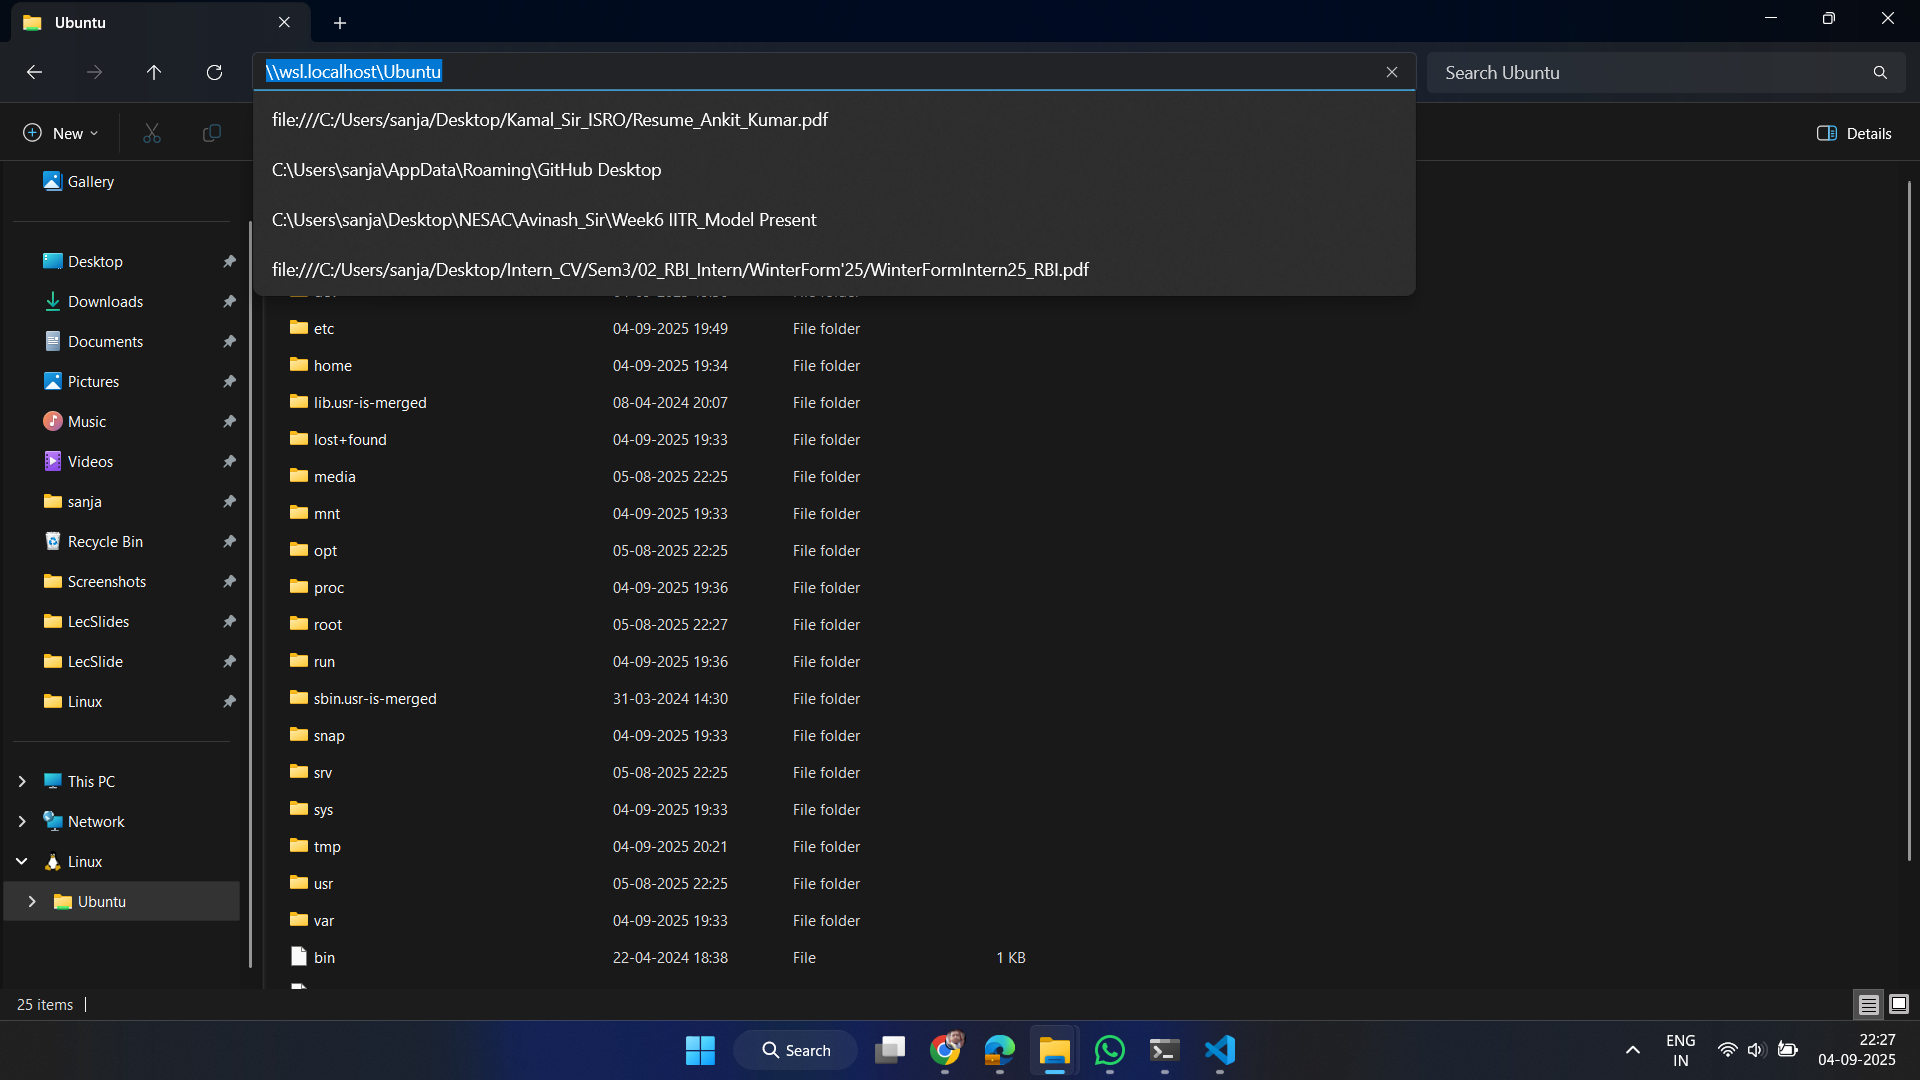 Ubuntu
\\wsl.localhost\Ubuntu
Search Ubuntu
file:///C:/Users/sanja/Desktop/Kamal_Sir_ISRO/Resume_Ankit_Kumar.pdf
C:\Users\sanja\AppData\Roaming\GitHub Desktop
C:\Users\sanja\Desktop\NESAC\Avinash_Sir\Week6 IITR_Model Present
file:///C:/Users/sanja/Desktop/Intern_CV/Sem3/02_RBI_Intern/WinterForm'25/WinterFormIntern25_RBI.pdf
New
Details
Gallery
Desktop
Downloads
Documents
Pictures
Music
Videos
sanja
Recycle Bin
Screenshots
LecSlides
LecSlide
Linux
This PC
Network
Linux
Ubuntu
etc 04-09-2025 19:49 File folder
home 04-09-2025 19:34 File folder
lib.usr-is-merged 08-04-2024 20:07 File folder
lost+found 04-09-2025 19:33 File folder
media 05-08-2025 22:25 File folder
mnt 04-09-2025 19:33 File folder
opt 05-08-2025 22:25 File folder
proc 04-09-2025 19:36 File folder
root 05-08-2025 22:27 File folder
run 04-09-2025 19:36 File folder
sbin.usr-is-merged 31-03-2024 14:30 File folder
snap 04-09-2025 19:33 File folder
srv 05-08-2025 22:25 File folder
sys 04-09-2025 19:33 File folder
tmp 04-09-2025 20:21 File folder
usr 05-08-2025 22:25 File folder
var 04-09-2025 19:33 File folder
bin 22-04-2024 18:38 File 1 KB
25 items
Search
ENG
IN
22:27
04-09-2025